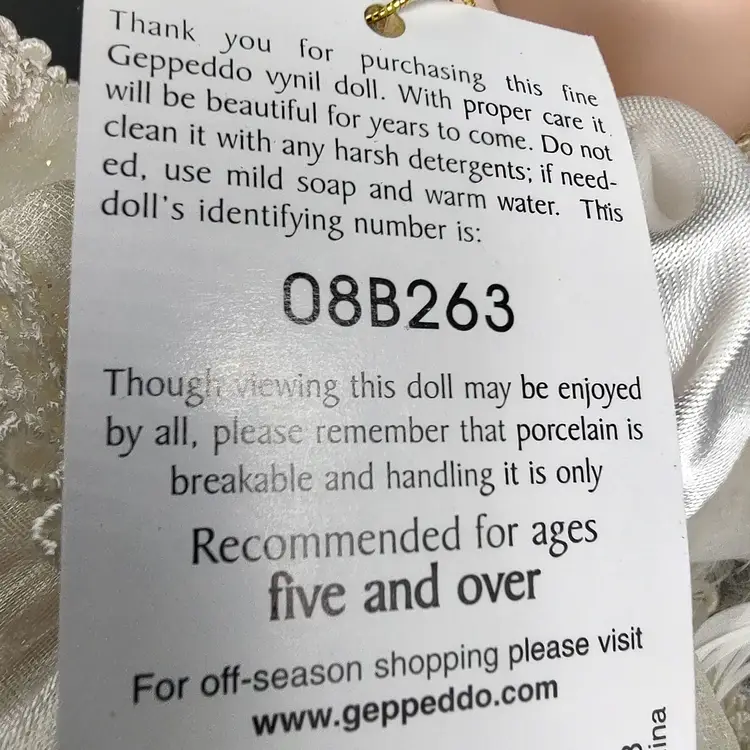 Thank you for purchasing this fine
Geppeddo vynil doll. With proper care it
will be beautiful for years to come. Do not
clean it with any harsh detergents; if need-
ed, use mild soap and warm water. This
doll's identifying number is:
08B263
Though viewing this doll may be enjoyed
by all, please remember that porcelain is
breakable and handling it is only
Recommended for ages
five and over
For off-season shopping please visit
www.geppeddo.com